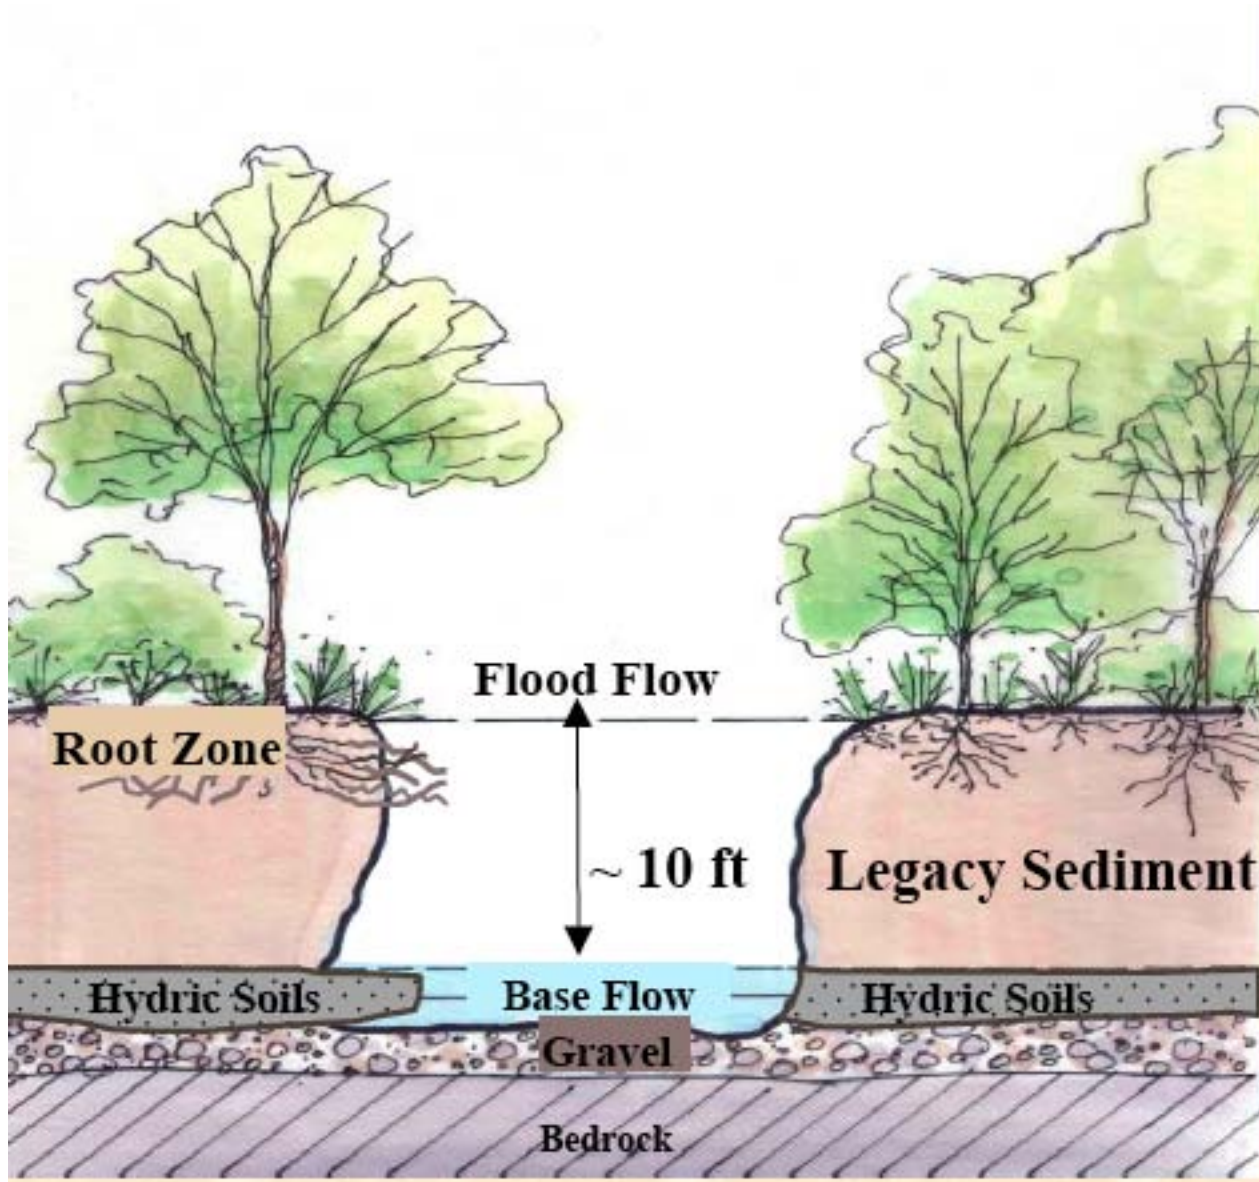 Flood Flow
Root Zone
~ 10 ft
Legacy Sediment
Hydric Soils
Base Flow
Hydric Soils
Gravel
Bedrock